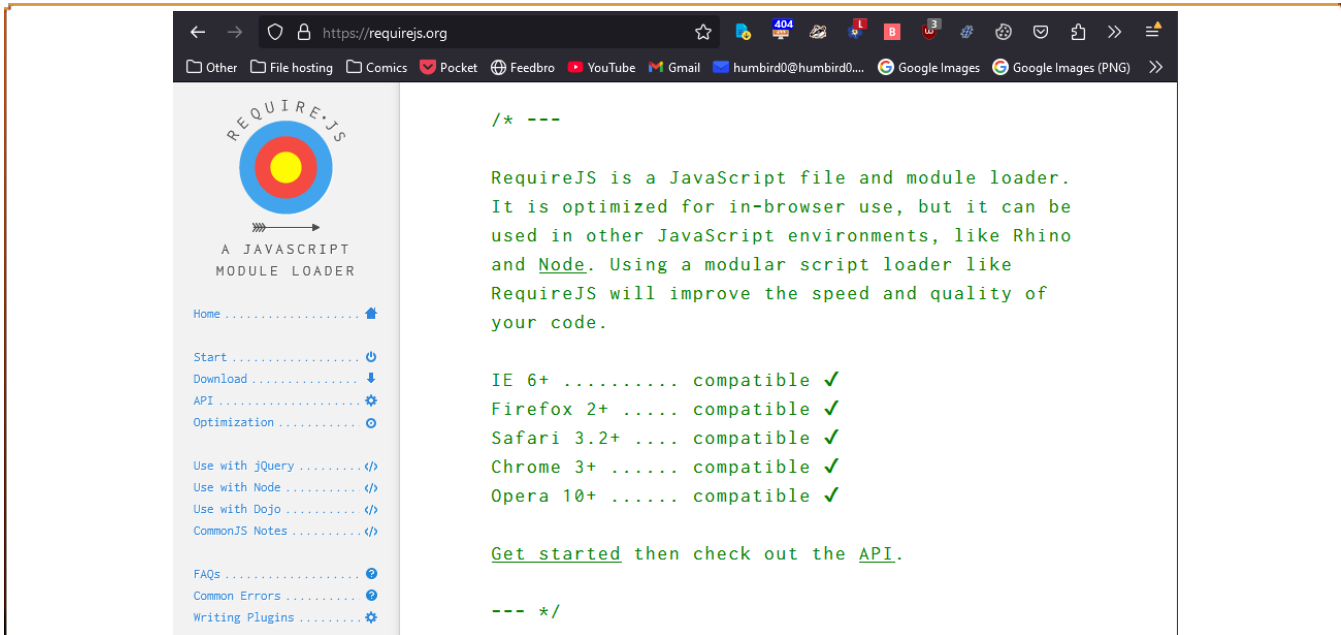 https://requirejs.org
404
L
B
3
Other File hosting Comics Pocket Feedbro YouTube Gmail humbird0@humbird0.... Google Images Google Images (PNG)
REQUIRE.JS
A JAVASCRIPT
MODULE LOADER
Home ...................
Start ..................
Download ...............
API ....................
Optimization ...........
Use with jQuery ......... </>
Use with Node .......... </>
Use with Dojo .......... </>
CommonJS Notes .......... </>
FAQs ................... ?
Common Errors .......... ?
Writing Plugins .........
/* ---
RequireJS is a JavaScript file and module loader.
It is optimized for in-browser use, but it can be
used in other JavaScript environments, like Rhino
and Node. Using a modular script loader like
RequireJS will improve the speed and quality of
your code.
IE 6+ .......... compatible ✔
Firefox 2+ ..... compatible ✔
Safari 3.2+ .... compatible ✔
Chrome 3+ ...... compatible ✔
Opera 10+ ...... compatible ✔
Get started then check out the API.
--- */